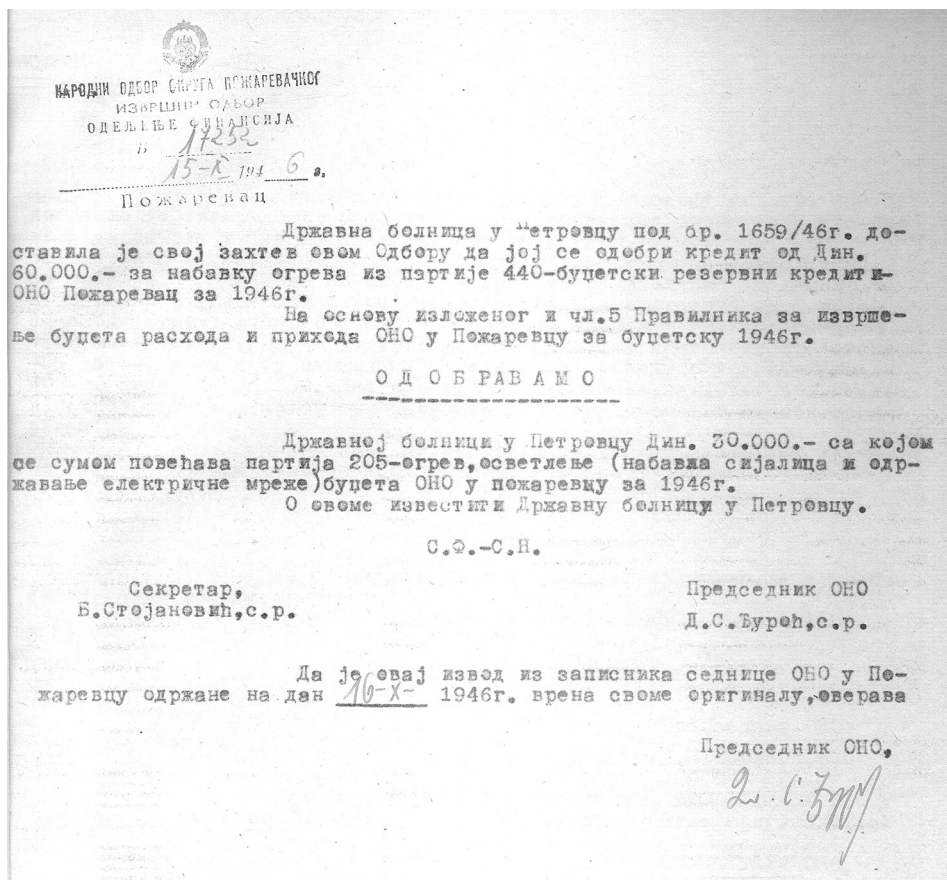 НАРОДНИ ОДБОР ОКРУГА ПОЖАРЕВАЧКОГ
ИЗВРШНИ ОДБОР
ОДЕЉЕЊЕ ФИНАНСИЈА
Б 17252
15-X 1946 г.
Пожаревац
Државна болница у Петровцу под бр. 1659/46г. до-
ставила је свој захтев овом Одбору да јој се одобри кредит од Дин.
60.000.- за набавку огрева из партије 440-буџетски резервни кредити-
ОНО Пожаревац за 1946г.
На основу изложеног и чл.5 Правилника за изврше-
ње буџета расхода и прихода ОНО у Пожаревцу за буџетску 1946г.
О Д О Б Р А В А М О
Државној болници у Петровцу Дин. 30.000.- са којом
се сумом повећава партија 205-огрев,осветлење (набавка сијалица и одр-
жавање електричне мреже)буџета ОНО у пожаревцу за 1946г.
О овоме известити Државну болницу у Петровцу.
С.Ф.-С.Н.
Секретар,
Б.Стојановић,с.р.
Председник ОНО
Д.С.Ђурећ,с.р.
Да је овај извод из записника седнице ОНО у По-
жаревцу одржане на дан 16-X- 1946г. врена своме оригиналу,оверава
Председник ОНО,